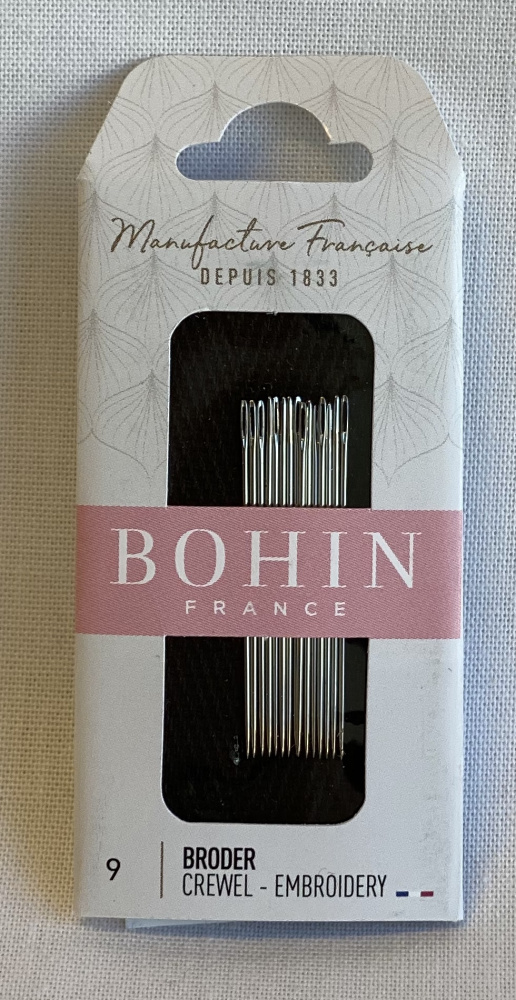 Manufacture Française
DEPUIS 1833
BOHIN
FRANCE
9
BRODER
CREWEL - EMBROIDERY